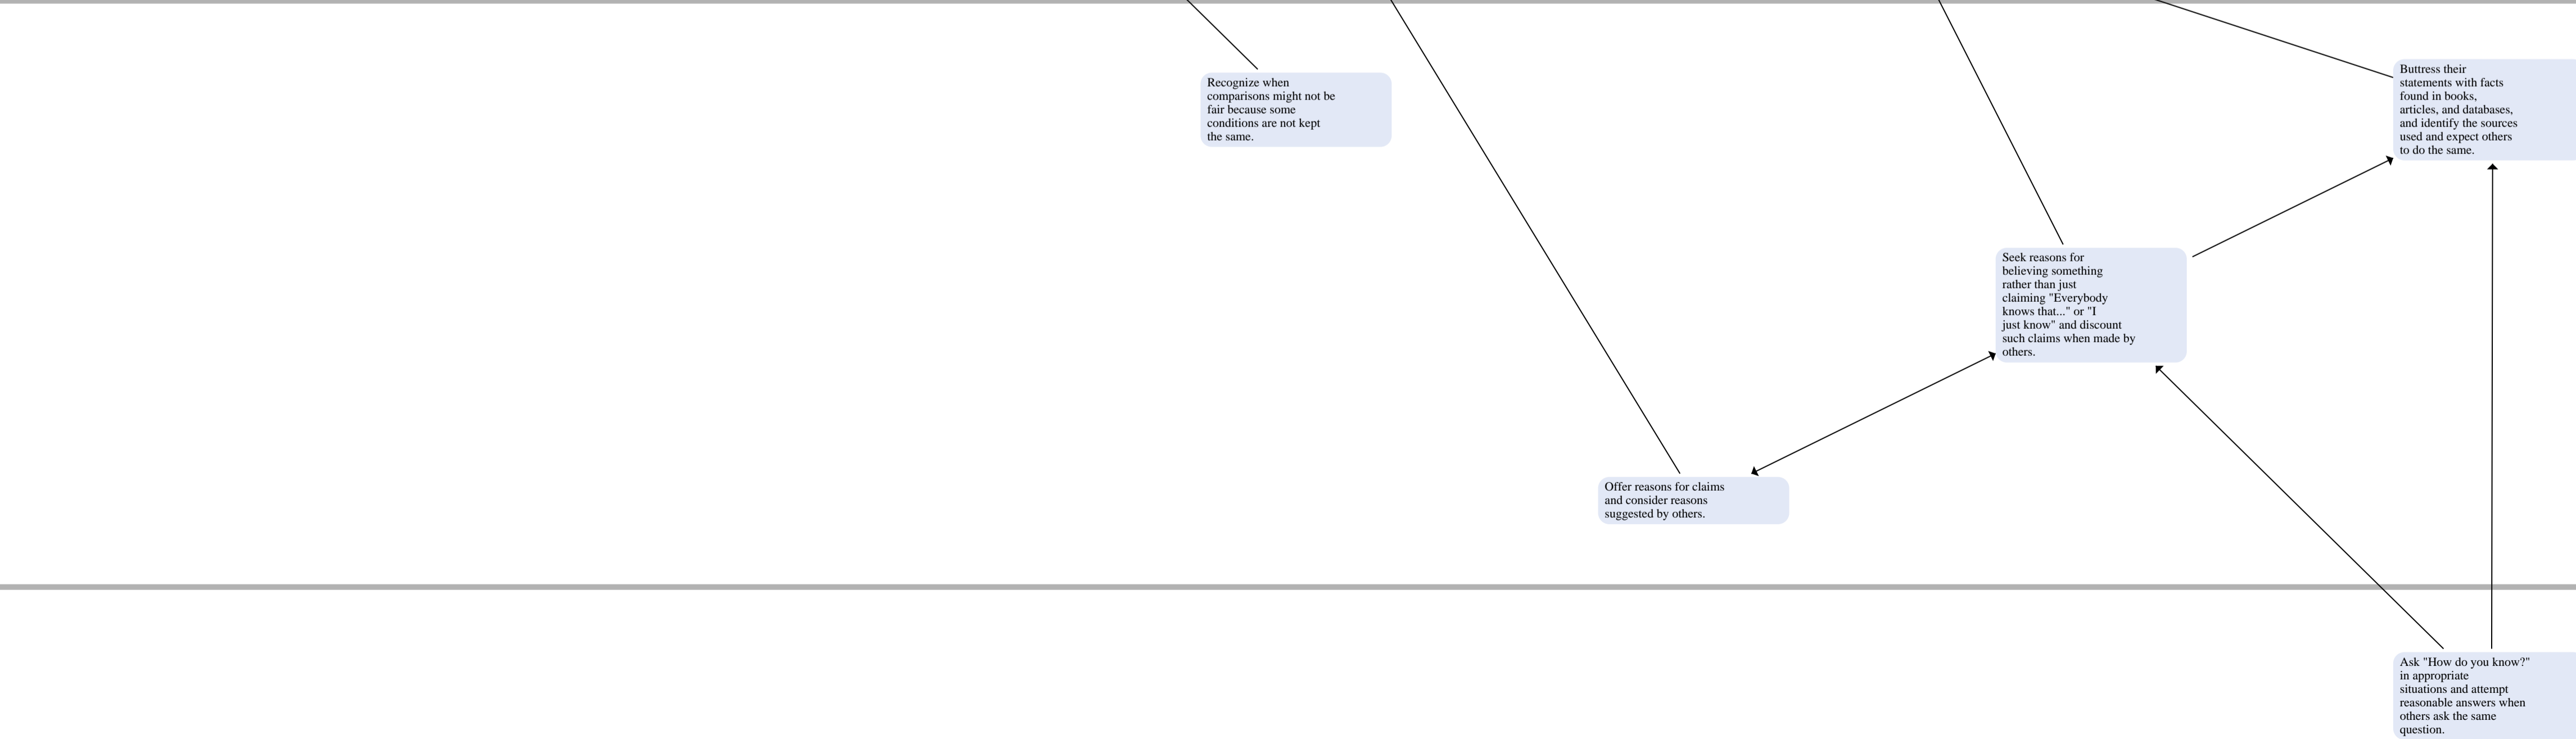 Recognize when
comparisons might not be
fair because some
conditions are not kept
the same.
Buttress their
statements with facts
found in books,
articles, and databases,
and identify the sources
used and expect others
to do the same.
Seek reasons for
believing something
rather than just
claiming "Everybody
knows that..." or "I
just know" and discount
such claims when made by
others.
Offer reasons for claims
and consider reasons
suggested by others.
Ask "How do you know?"
in appropriate
situations and attempt
reasonable answers when
others ask the same
question.